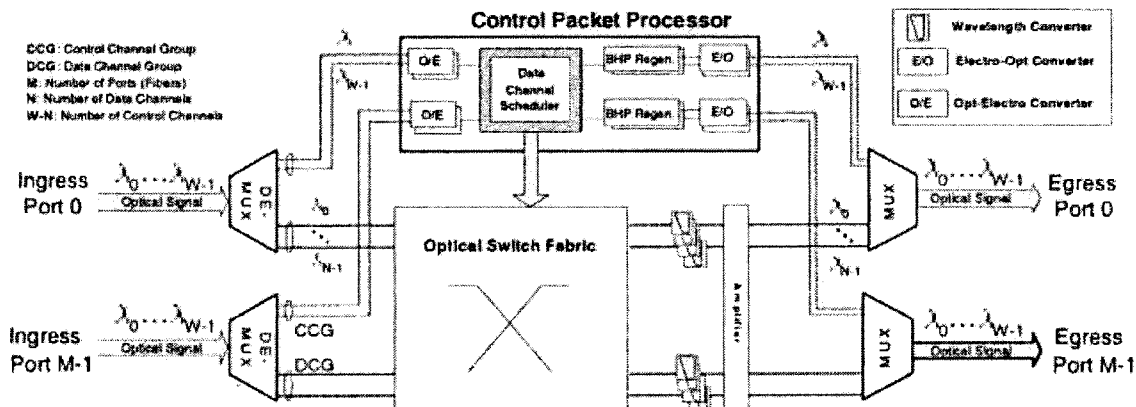 Control Packet Processor
CCG: Control Channel Group
DCG: Data Channel Group
M: Number of Ports (Fibers)
N: Number of Data Channels
W-N: Number of Control Channels
λ
λW-1
O/E
O/E
Data
Channel
Scheduler
BHP Regen.
E/O
BHP Regen.
E/O
λ
λW-1
Wavelength Converter
E/O
Electro-Opt Converter
O/E
Opt-Electro Converter
Ingress
Port 0
λ0 ····· λW-1
Optical Signal
DE-
MUX
λ0
λN-1
Optical Switch Fabric
Amplifier
λ0
λN-1
MUX
λ0 ····· λW-1
Optical Signal
Egress
Port 0
Ingress
Port M-1
λ0 ····· λW-1
Optical Signal
DE-
MUX
CCG
DCG
MUX
λ0 ····· λW-1
Optical Signal
Egress
Port M-1